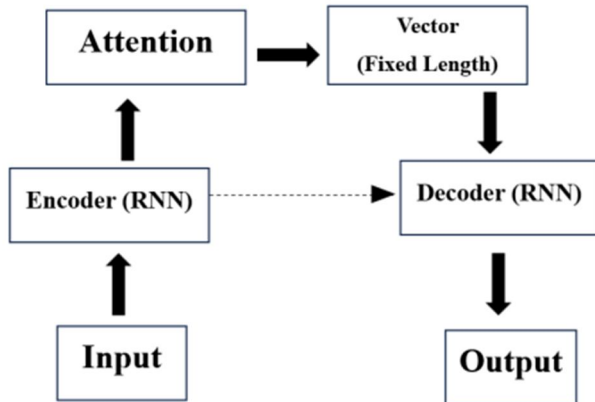 Attention
Vector
(Fixed Length)
Encoder (RNN)
Decoder (RNN)
Input
Output